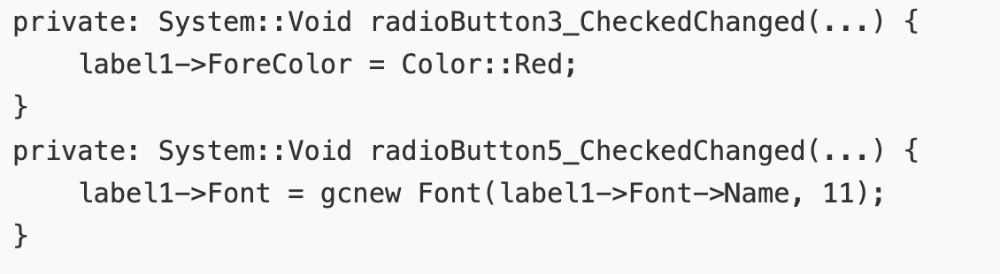 private: System::Void radioButton3_CheckedChanged(...) {
    label1->ForeColor = Color::Red;
}
private: System::Void radioButton5_CheckedChanged(...) {
    label1->Font = gcnew Font(label1->Font->Name, 11);
}